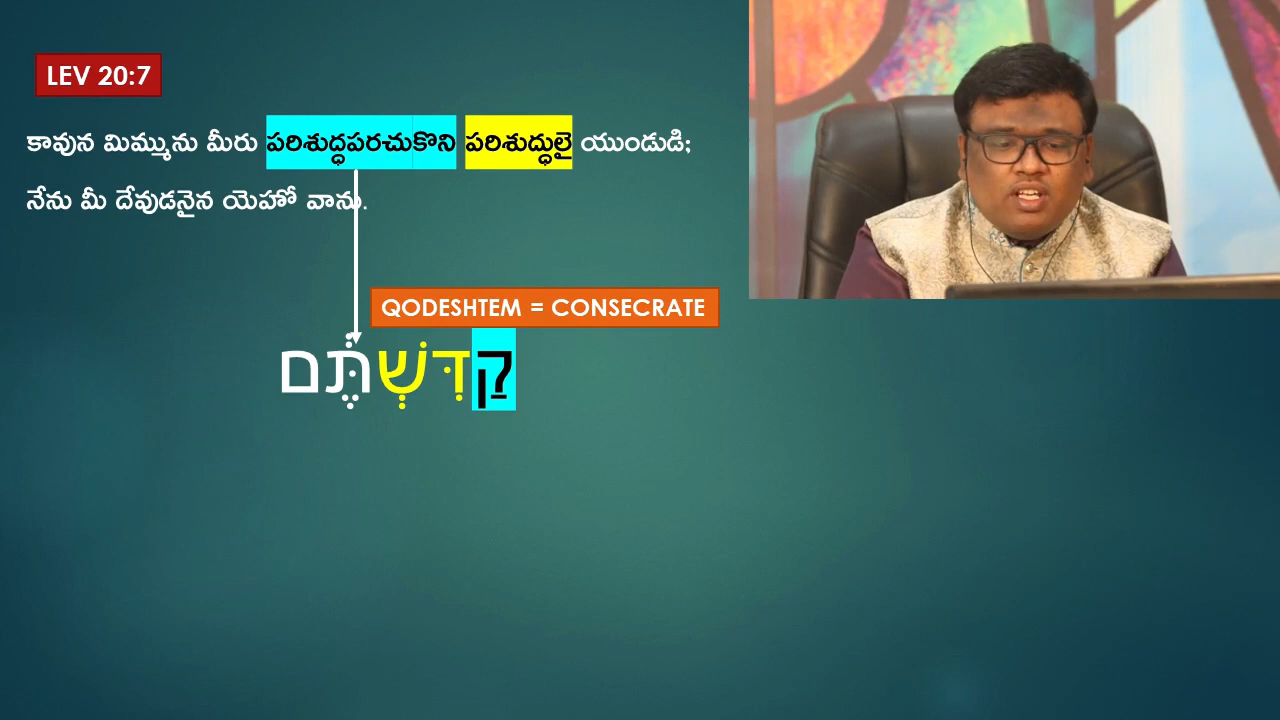 LEV 20:7
కావున మిమ్మును మీరు పరిశుద్ధపరచుకొని పరిశుద్ధులై యుండుడి;
నేను మీ దేవుడనైన యెహో వాను.
QODESHTEM = CONSECRATE
קַדִּשְׁתֶּ֔ם